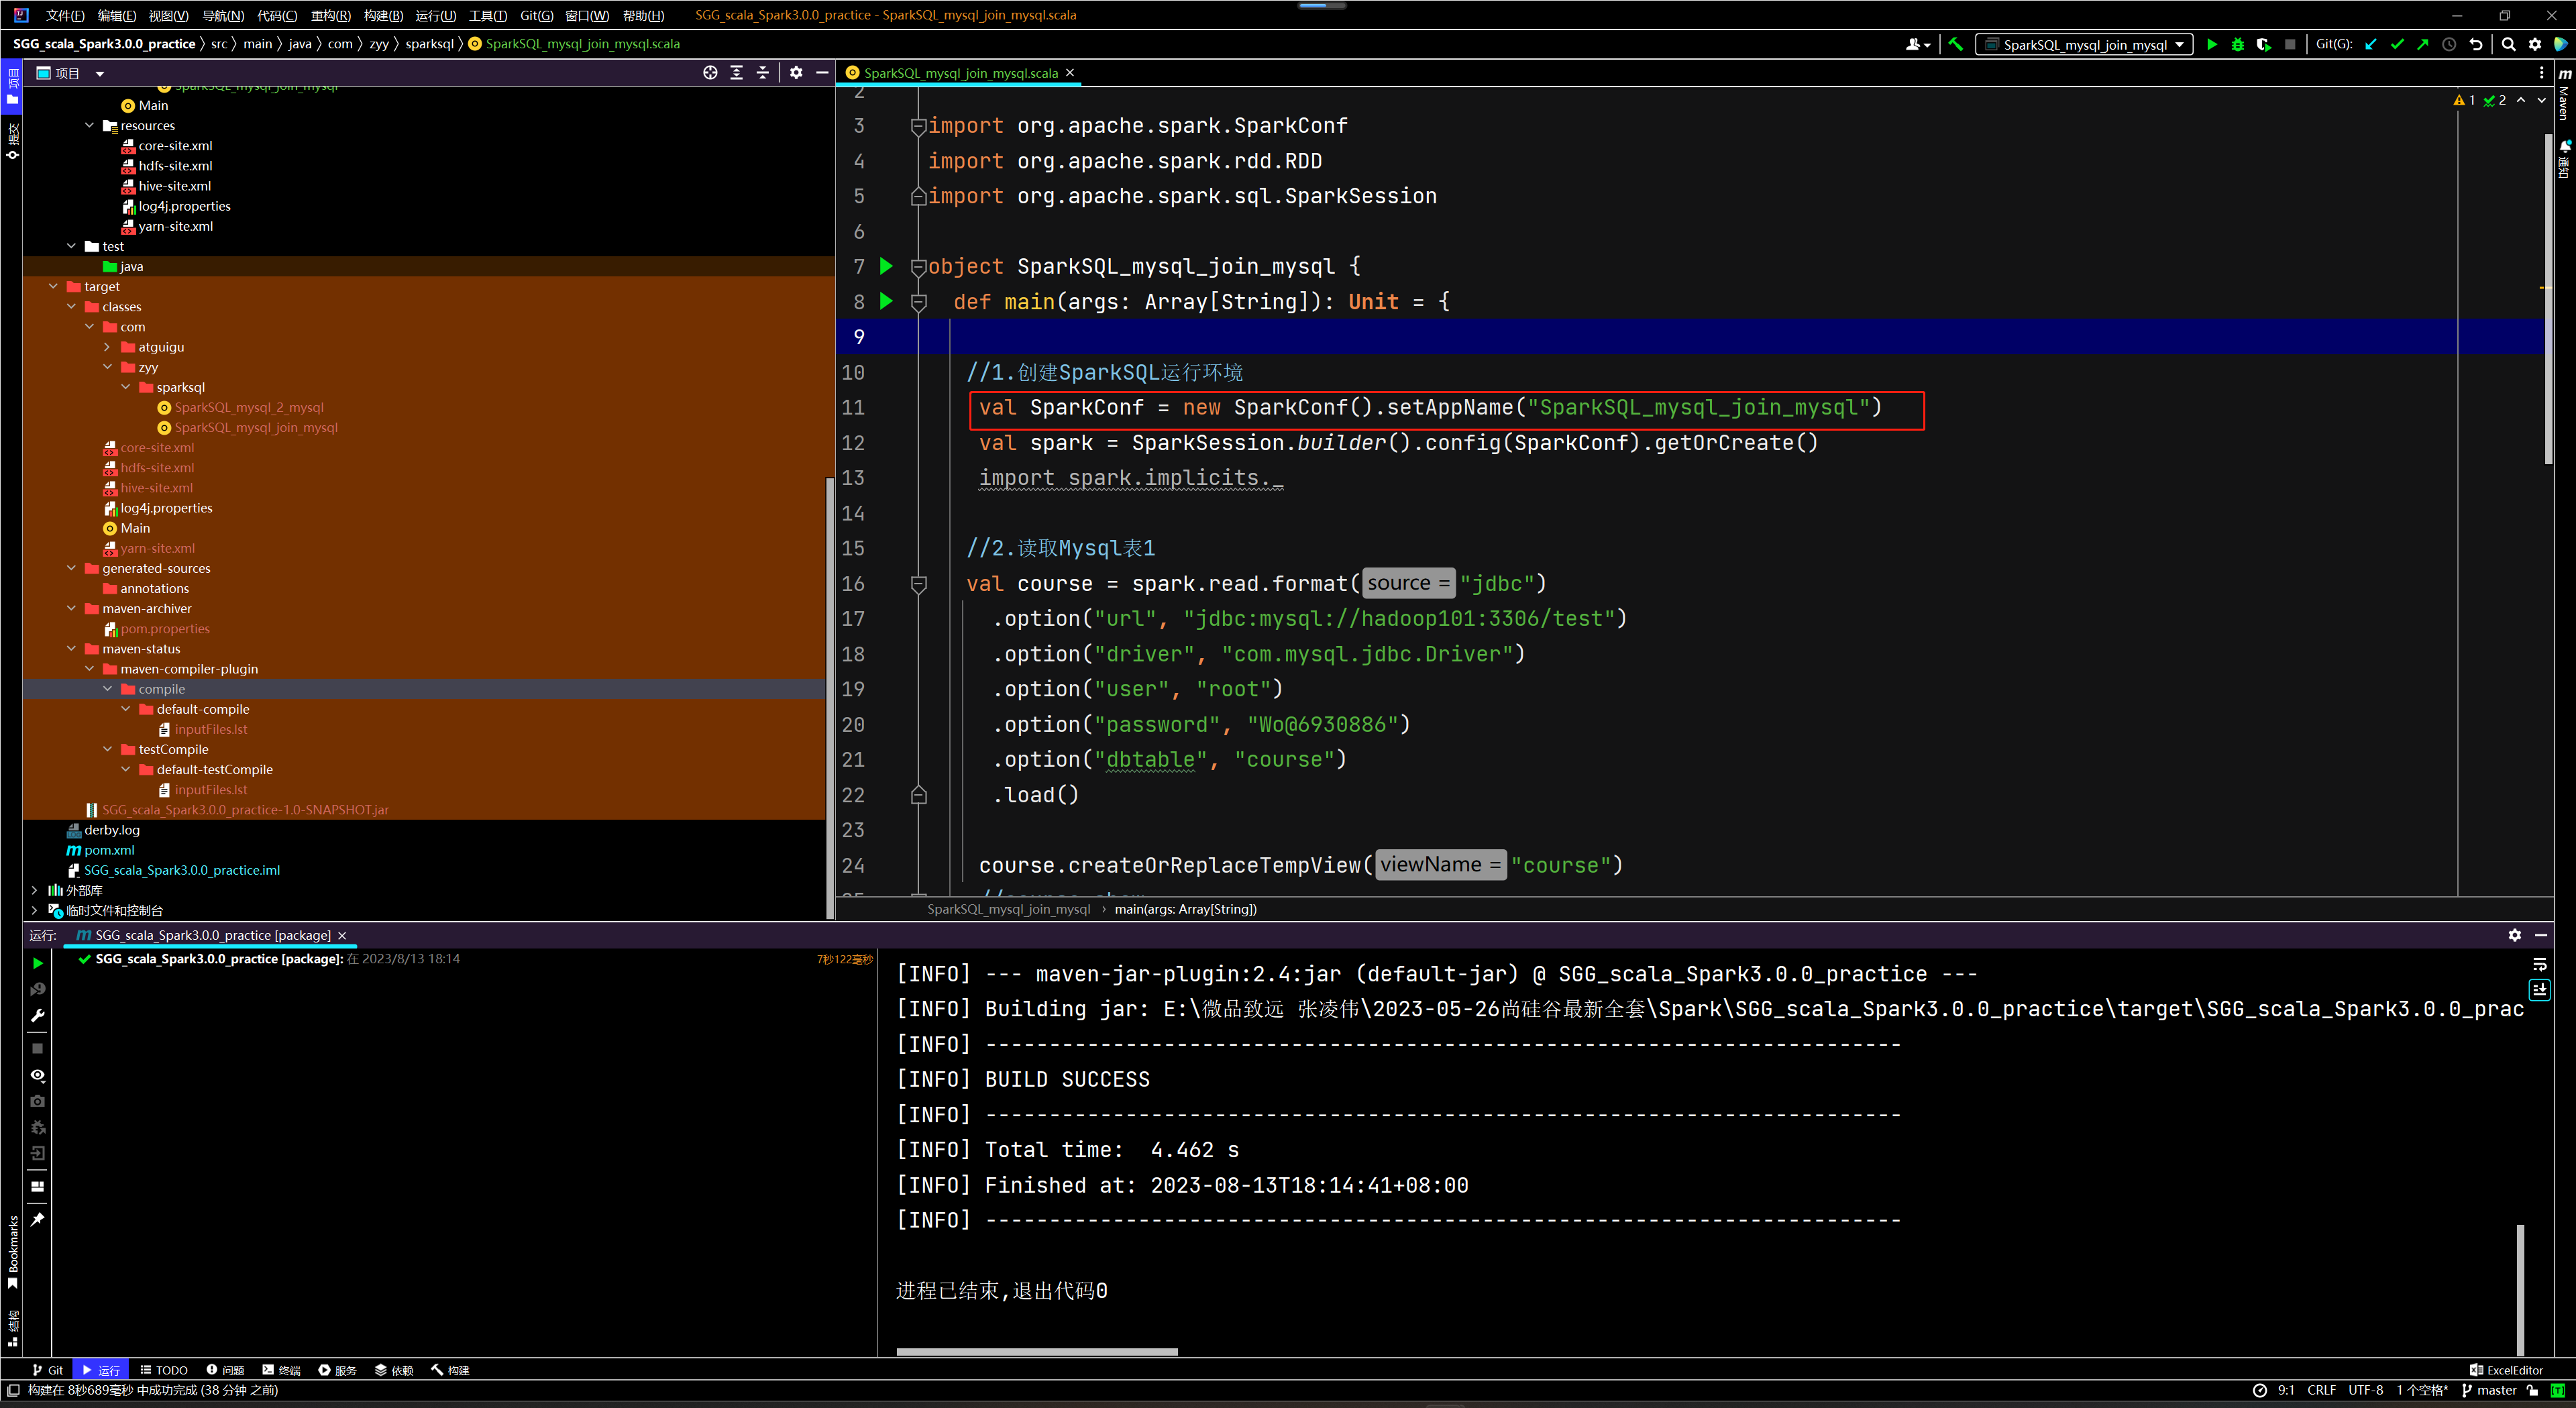 文件(F) 编辑(E) 视图(V) 导航(N) 代码(C) 重构(R) 构建(B) 运行(U) 工具(T) Git(G) 窗口(W) 帮助(H) SGG_scala_Spark3.0.0_practice - SparkSQL_mysql_join_mysql.scala
SGG_scala_Spark3.0.0_practice 〉 src 〉 main 〉 java 〉 com 〉 zyy 〉 sparksql 〉 SparkSQL_mysql_join_mysql.scala
SparkSQL_mysql_join_mysql
Git(G):
项目
项目
提交
SparkSQL_mysql_join_mysql
Main
resources
core-site.xml
hdfs-site.xml
hive-site.xml
log4j.properties
yarn-site.xml
test
java
target
classes
com
atguigu
zyy
sparksql
SparkSQL_mysql_2_mysql
SparkSQL_mysql_join_mysql
core-site.xml
hdfs-site.xml
hive-site.xml
log4j.properties
Main
yarn-site.xml
generated-sources
annotations
maven-archiver
pom.properties
maven-status
maven-compiler-plugin
compile
default-compile
inputFiles.lst
testCompile
default-testCompile
inputFiles.lst
SGG_scala_Spark3.0.0_practice-1.0-SNAPSHOT.jar
derby.log
pom.xml
SGG_scala_Spark3.0.0_practice.iml
外部库
临时文件和控制台
SparkSQL_mysql_join_mysql.scala
1 2
Maven
通知
2
3 import org.apache.spark.SparkConf
4 import org.apache.spark.rdd.RDD
5 import org.apache.spark.sql.SparkSession
6
7 object SparkSQL_mysql_join_mysql {
8 def main(args: Array[String]): Unit = {
9
10 //1.创建SparkSQL运行环境
11 val SparkConf = new SparkConf().setAppName("SparkSQL_mysql_join_mysql")
12 val spark = SparkSession.builder().config(SparkConf).getOrCreate()
13 import spark.implicits._
14
15 //2.读取Mysql表1
16 val course = spark.read.format( source = "jdbc")
17 .option("url", "jdbc:mysql://hadoop101:3306/test")
18 .option("driver", "com.mysql.jdbc.Driver")
19 .option("user", "root")
20 .option("password", "Wo@6930886")
21 .option("dbtable", "course")
22 .load()
23
24 course.createOrReplaceTempView( viewName = "course")
SparkSQL_mysql_join_mysql › main(args: Array[String])
运行: SGG_scala_Spark3.0.0_practice [package]
SGG_scala_Spark3.0.0_practice [package]: 在 2023/8/13 18:14 7秒122毫秒
[INFO] --- maven-jar-plugin:2.4:jar (default-jar) @ SGG_scala_Spark3.0.0_practice ---
[INFO] Building jar: E:\微品致远 张凌伟\2023-05-26尚硅谷最新全套\Spark\SGG_scala_Spark3.0.0_practice\target\SGG_scala_Spark3.0.0_prac
[INFO] ------------------------------------------------------------------------
[INFO] BUILD SUCCESS
[INFO] ------------------------------------------------------------------------
[INFO] Total time:  4.462 s
[INFO] Finished at: 2023-08-13T18:14:41+08:00
[INFO] ------------------------------------------------------------------------
进程已结束,退出代码0
Bookmarks
结构
Git 运行 TODO 问题 终端 服务 依赖 构建 ExcelEditor
构建在 8秒689毫秒 中成功完成 (38 分钟 之前) 9:1 CRLF UTF-8 1 个空格* master